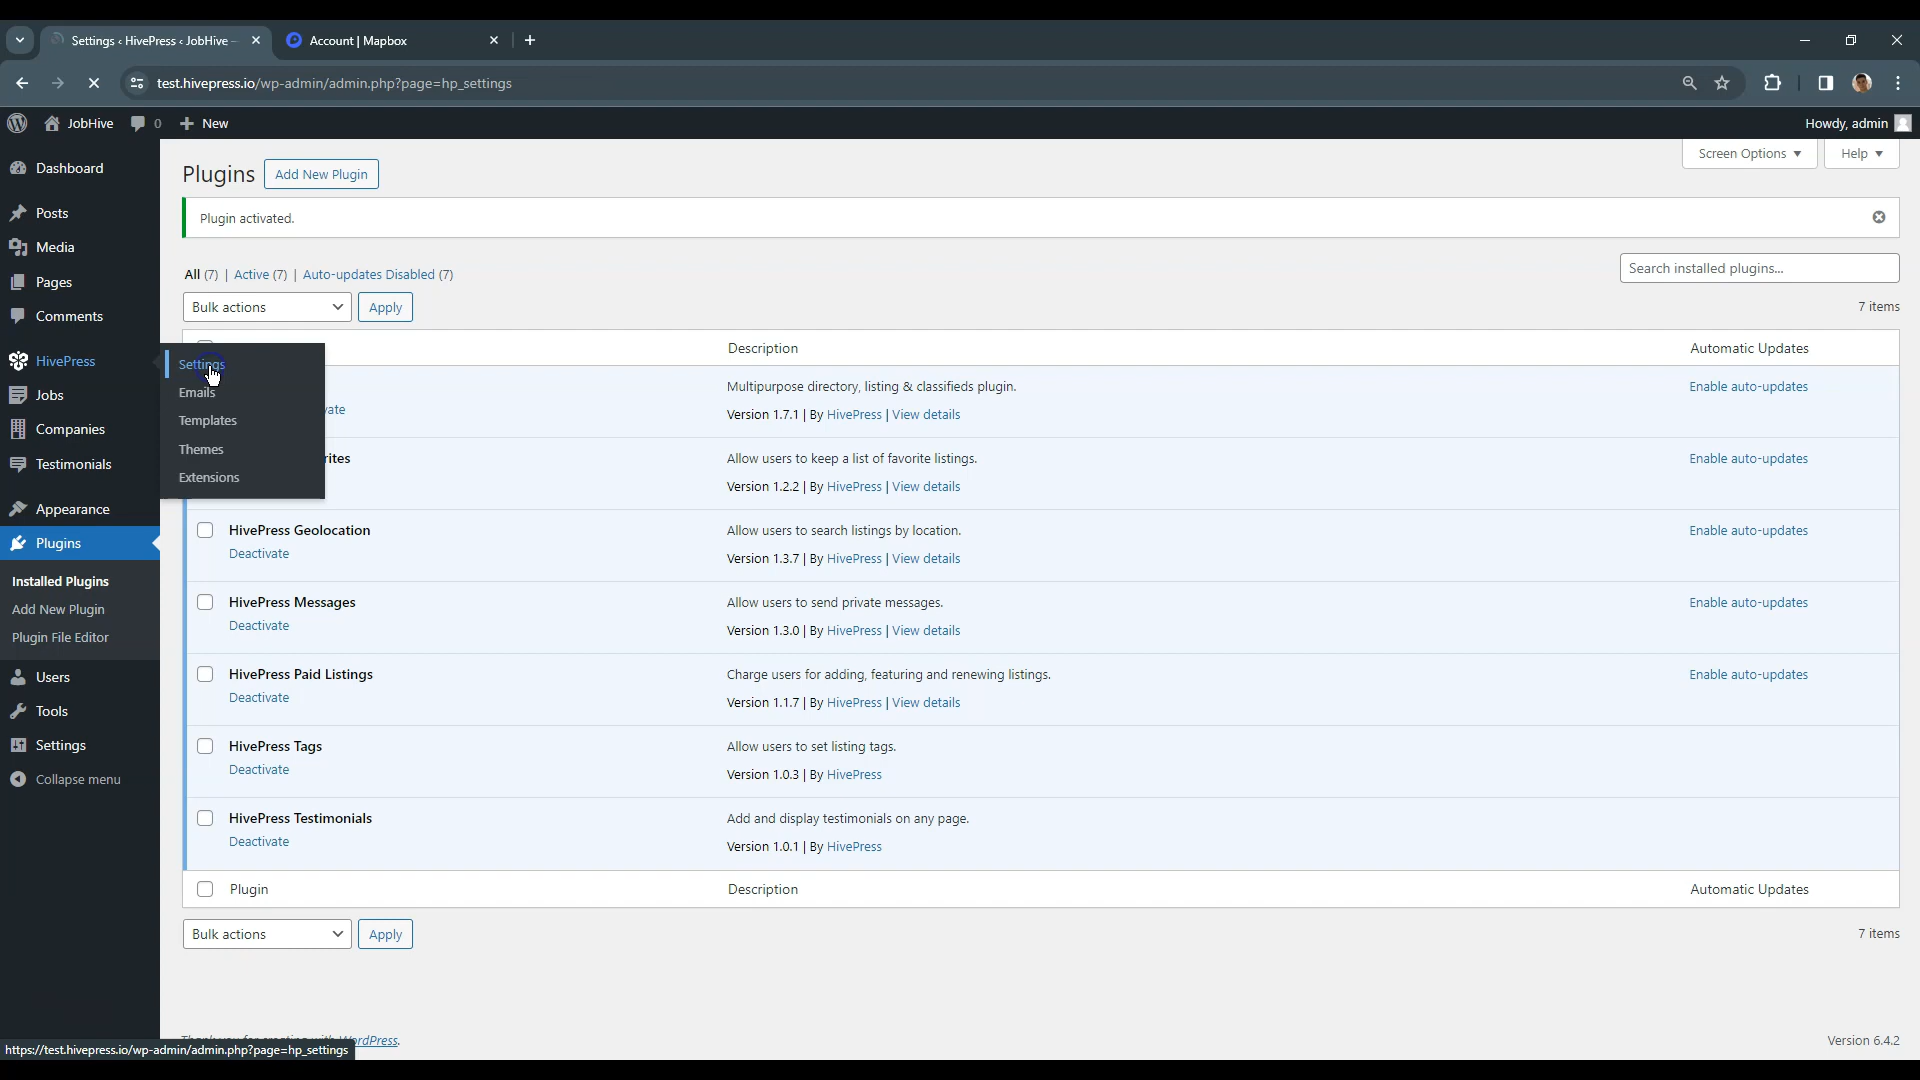 Settings ‹ HivePress ‹ JobHive –
Account | Mapbox
test.hivepress.io/wp-admin/admin.php?page=hp_settings
JobHive
0
New
Howdy, admin
Dashboard
Posts
Media
Pages
Comments
HivePress
Jobs
Companies
Testimonials
Appearance
Plugins
Installed Plugins
Add New Plugin
Plugin File Editor
Users
Tools
Settings
Collapse menu
Settings
Emails
Templates
Themes
Extensions
Plugins
Add New Plugin
Screen Options
Help
Plugin activated.
All (7) | Active (7) | Auto-updates Disabled (7)
Search installed plugins...
Bulk actions
Apply
7 items
Description
Automatic Updates
Multipurpose directory, listing & classifieds plugin.
Enable auto-updates
Version 1.7.1 | By HivePress | View details
Allow users to keep a list of favorite listings.
Enable auto-updates
Version 1.2.2 | By HivePress | View details
HivePress Geolocation
Allow users to search listings by location.
Enable auto-updates
Deactivate
Version 1.3.7 | By HivePress | View details
HivePress Messages
Allow users to send private messages.
Enable auto-updates
Deactivate
Version 1.3.0 | By HivePress | View details
HivePress Paid Listings
Charge users for adding, featuring and renewing listings.
Enable auto-updates
Deactivate
Version 1.1.7 | By HivePress | View details
HivePress Tags
Allow users to set listing tags.
Deactivate
Version 1.0.3 | By HivePress
HivePress Testimonials
Add and display testimonials on any page.
Deactivate
Version 1.0.1 | By HivePress
Plugin
Description
Automatic Updates
Bulk actions
Apply
7 items
Thank you for creating with WordPress.
Version 6.4.2
https://test.hivepress.io/wp-admin/admin.php?page=hp_settings